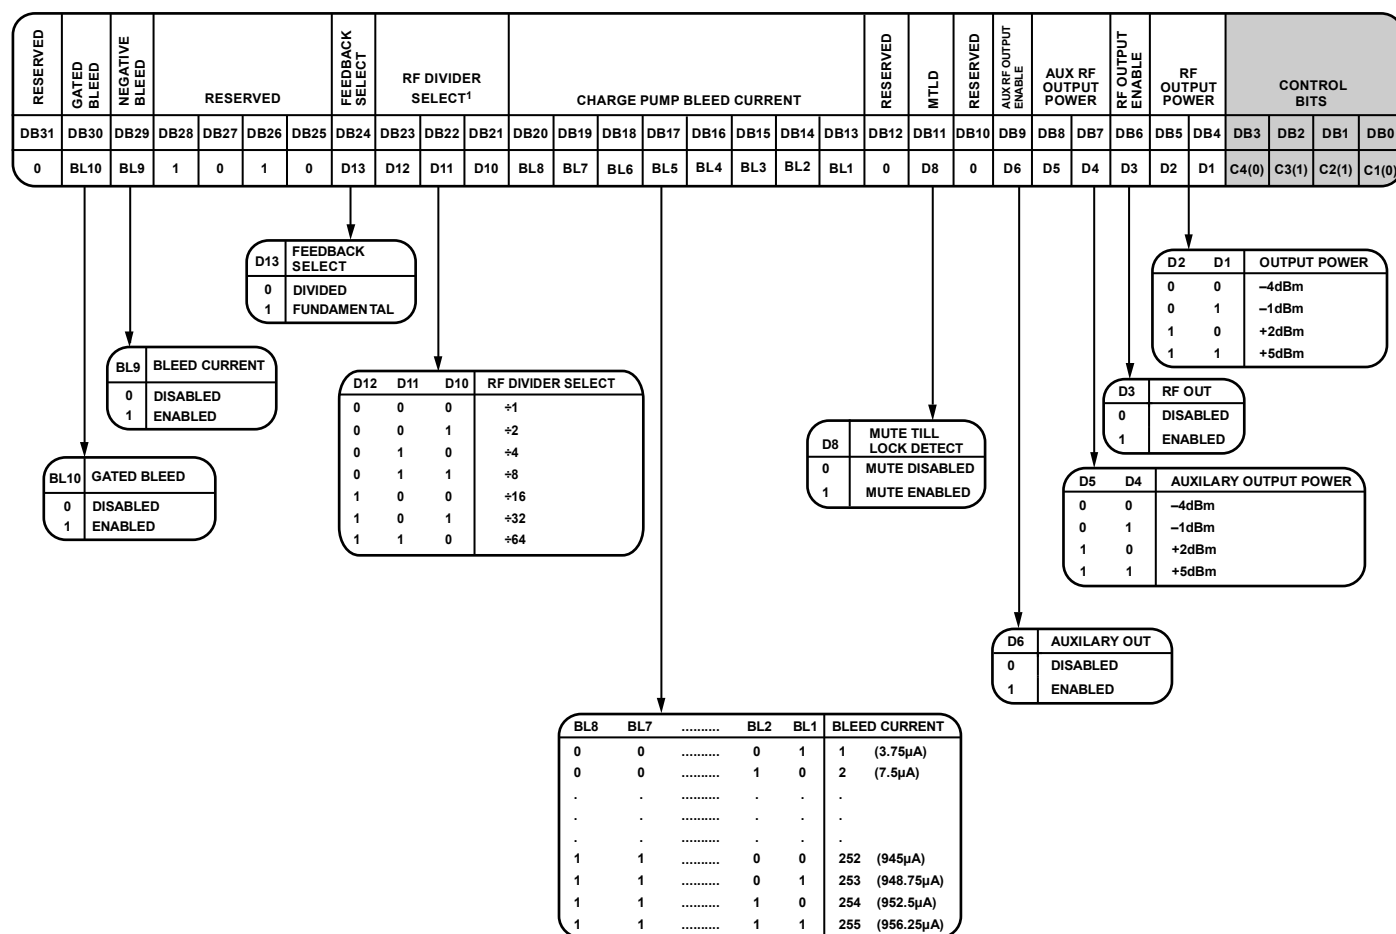 RESERVED
GATED BLEED
NEGATIVE BLEED
RESERVED
FEEDBACK SELECT
RF DIVIDER SELECT1
CHARGE PUMP BLEED CURRENT
RESERVED
MTLD
RESERVED
AUX RF OUTPUT ENABLE
AUX RF OUTPUT POWER
RF OUTPUT ENABLE
RF OUTPUT POWER
CONTROL BITS
DB31 DB30 DB29 DB28 DB27 DB26 DB25 DB24 DB23 DB22 DB21 DB20 DB19 DB18 DB17 DB16 DB15 DB14 DB13 DB12 DB11 DB10 DB9 DB8 DB7 DB6 DB5 DB4 DB3 DB2 DB1 DB0
0 BL10 BL9 1 0 1 0 D13 D12 D11 D10 BL8 BL7 BL6 BL5 BL4 BL3 BL2 BL1 0 D8 0 D6 D5 D4 D3 D2 D1 C4(0) C3(1) C2(1) C1(0)
D13 FEEDBACK SELECT
0 DIVIDED
1 FUNDAMENTAL
D2 D1 OUTPUT POWER
0 0 –4dBm
0 1 –1dBm
1 0 +2dBm
1 1 +5dBm
BL9 BLEED CURRENT
0 DISABLED
1 ENABLED
D12 D11 D10 RF DIVIDER SELECT
0 0 0 ÷1
0 0 1 ÷2
0 1 0 ÷4
0 1 1 ÷8
1 0 0 ÷16
1 0 1 ÷32
1 1 0 ÷64
D3 RF OUT
0 DISABLED
1 ENABLED
D8 MUTE TILL LOCK DETECT
0 MUTE DISABLED
1 MUTE ENABLED
BL10 GATED BLEED
0 DISABLED
1 ENABLED
D5 D4 AUXILARY OUTPUT POWER
0 0 –4dBm
0 1 –1dBm
1 0 +2dBm
1 1 +5dBm
D6 AUXILARY OUT
0 DISABLED
1 ENABLED
BL8 BL7 .......... BL2 BL1 BLEED CURRENT
0 0 .......... 0 1 1 (3.75µA)
0 0 .......... 1 0 2 (7.5µA)
. . .......... . . .
. . .......... . . .
. . .......... . . .
1 1 .......... 0 0 252 (945µA)
1 1 .......... 0 1 253 (948.75µA)
1 1 .......... 1 0 254 (952.5µA)
1 1 .......... 1 1 255 (956.25µA)